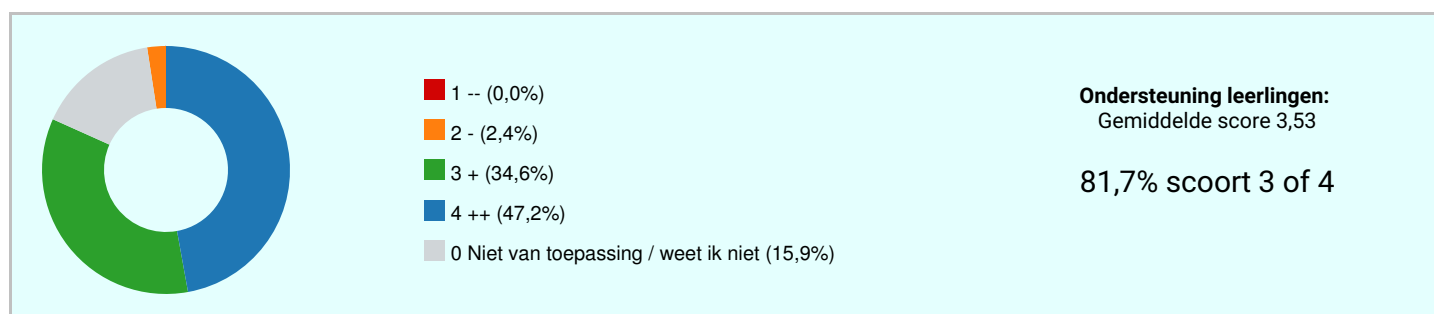 1 -- (0,0%)
2 - (2,4%)
3 + (34,6%)
4 ++ (47,2%)
0 Niet van toepassing / weet ik niet (15,9%)
Ondersteuning leerlingen:
Gemiddelde score 3,53
81,7% scoort 3 of 4